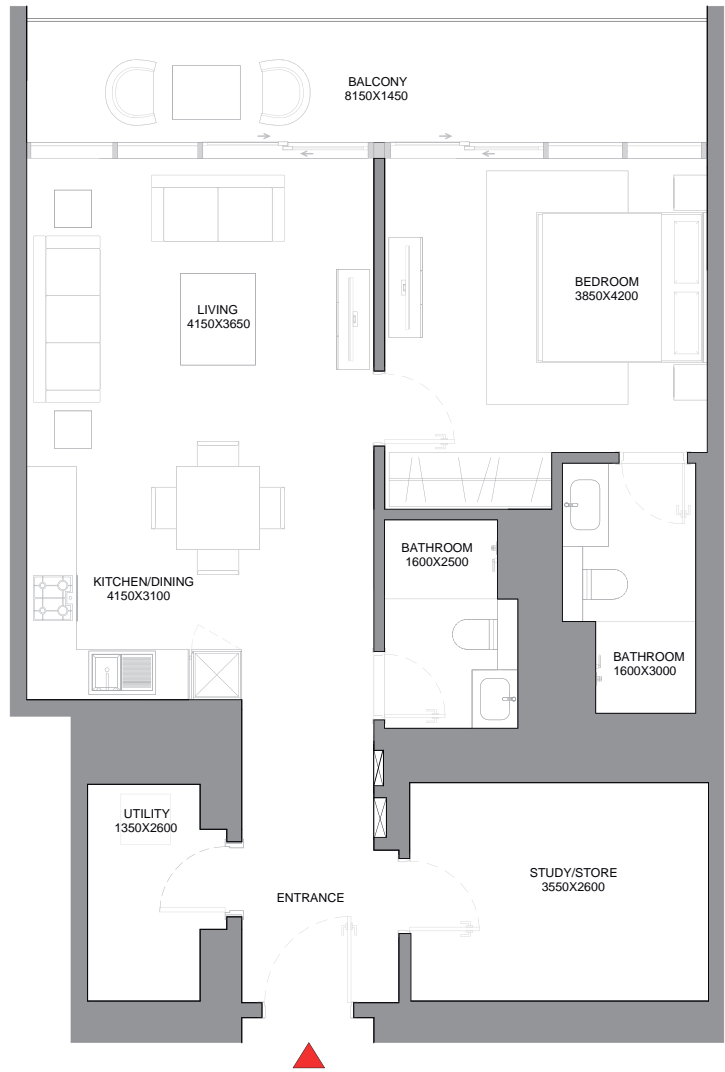 BALCONY
8150X1450
LIVING
4150X3650
BEDROOM
3850X4200
KITCHEN/DINING
4150X3100
BATHROOM
1600X2500
BATHROOM
1600X3000
UTILITY
1350X2600
STUDY/STORE
3550X2600
ENTRANCE